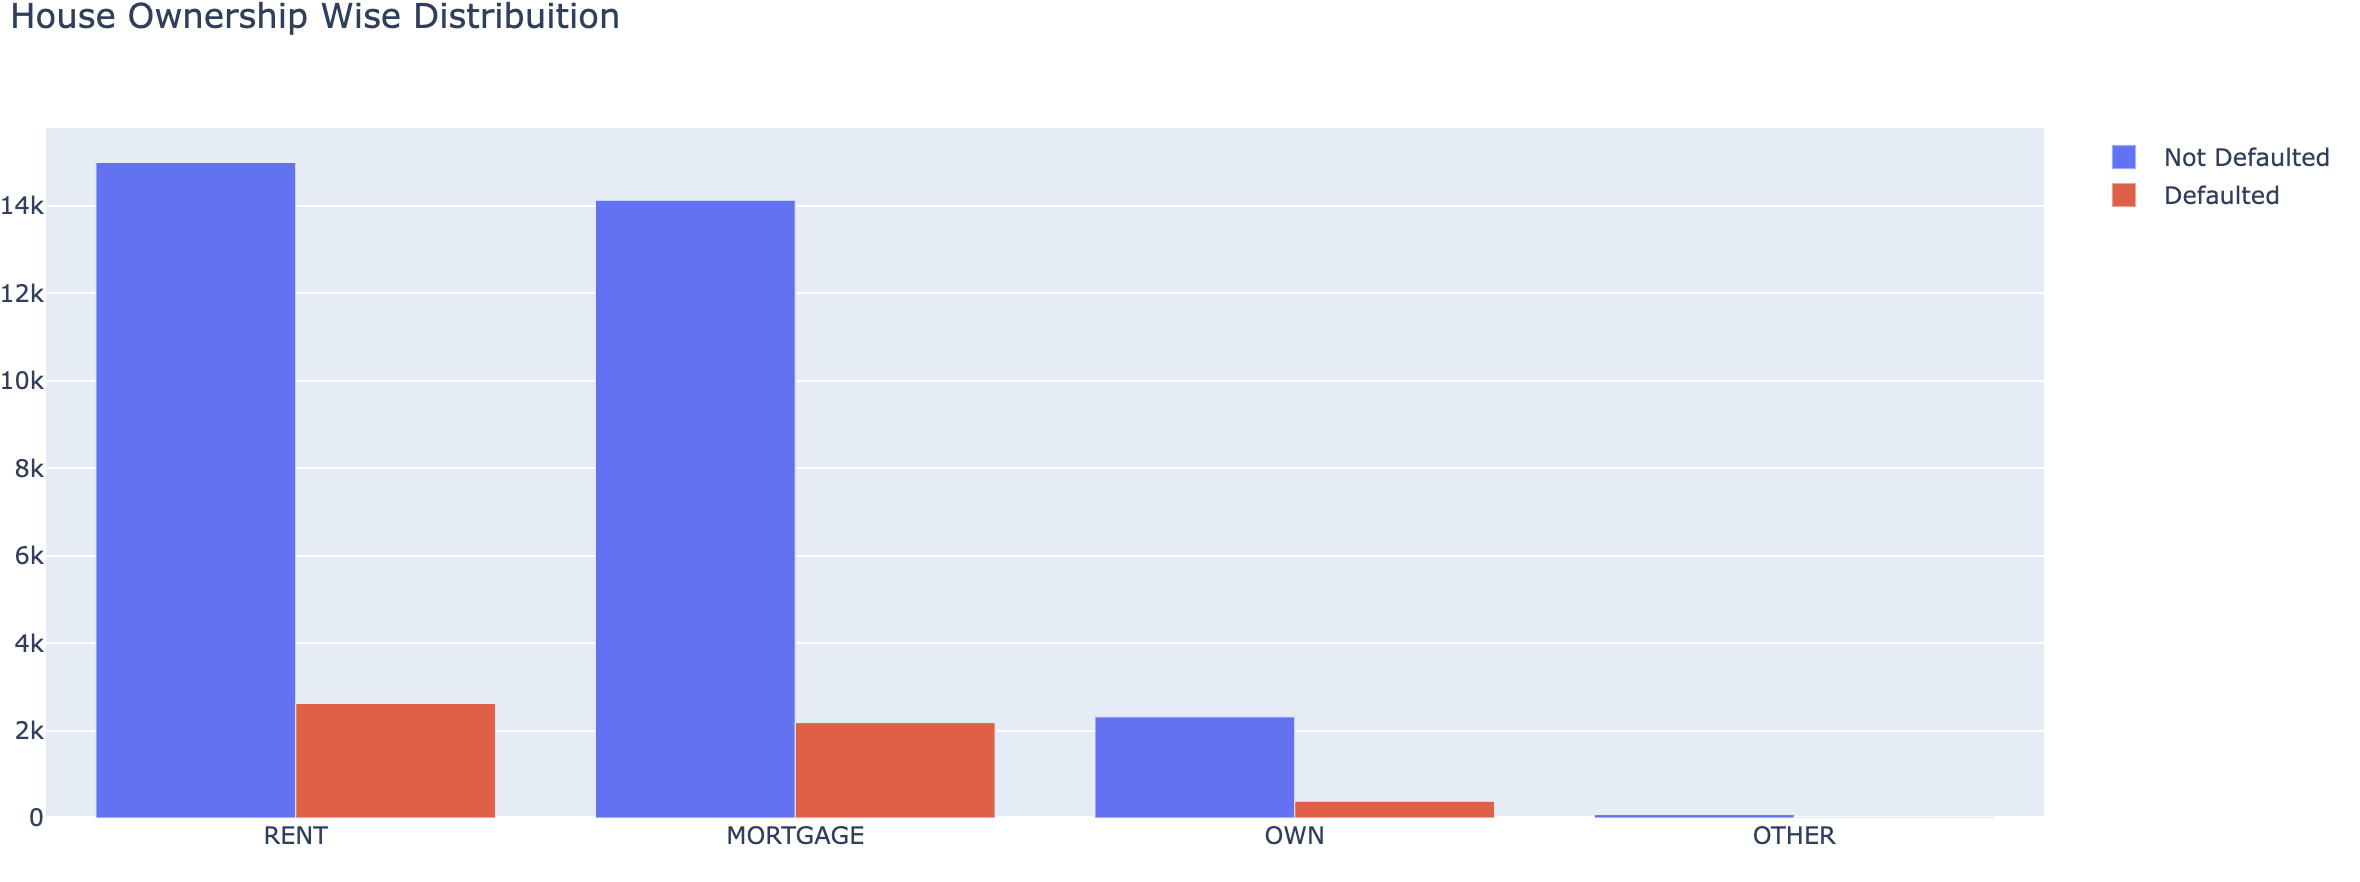 House Ownership Wise Distribuition
Not Defaulted
Defaulted
14k
12k
10k
8k
6k
4k
2k
0
RENT MORTGAGE OWN OTHER